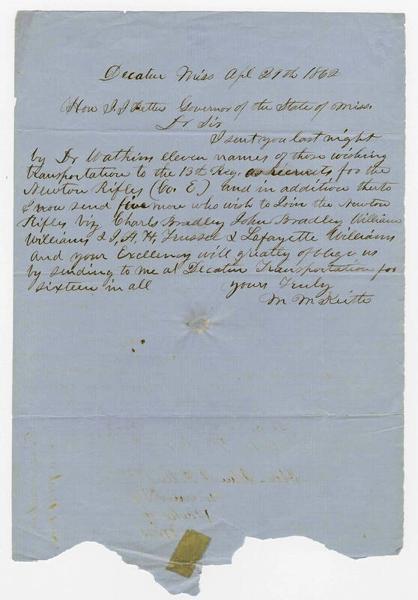 Decatur Miss Apl 29th 1862
Hon J J Pettus Governor of the State of Miss.
Dr Sir
I sent you last night
by Dr Watkins eleven names of those wishing
transportation to the 13th Reg. as recruits for the
Newton Rifles (Co. E.) and in addition thereto
I now send five more who wish to Join the Newton
Rifles viz Charles Bradley John Bradley William
Williams & J. A. H. Trussel & Lafayette Williams
and your Excellency will greatly oblige us
by sending to me at Decatur Transportation for
sixteen in all yours Truly
M M Keith